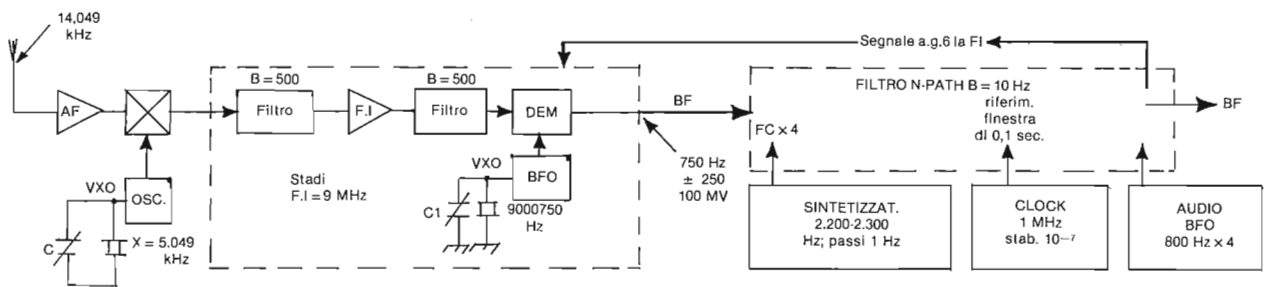 14,049
kHz
AF
VXO
OSC.
C
X = 5.049
kHz
B = 500
Filtro
F.I
B = 500
Filtro
DEM
VXO
BFO
C1
9000750
Hz
Stadi
F.I = 9 MHz
BF
750 Hz
± 250
100 MV
Segnale a.g.6 la FI
FILTRO N-PATH B = 10 Hz
riferim.
finestra
di 0,1 sec.
FC × 4
BF
SINTETIZZAT.
2.200-2.300
Hz; passi 1 Hz
CLOCK
1 MHz
stab. 10⁻⁷
AUDIO
BFO
800 Hz × 4